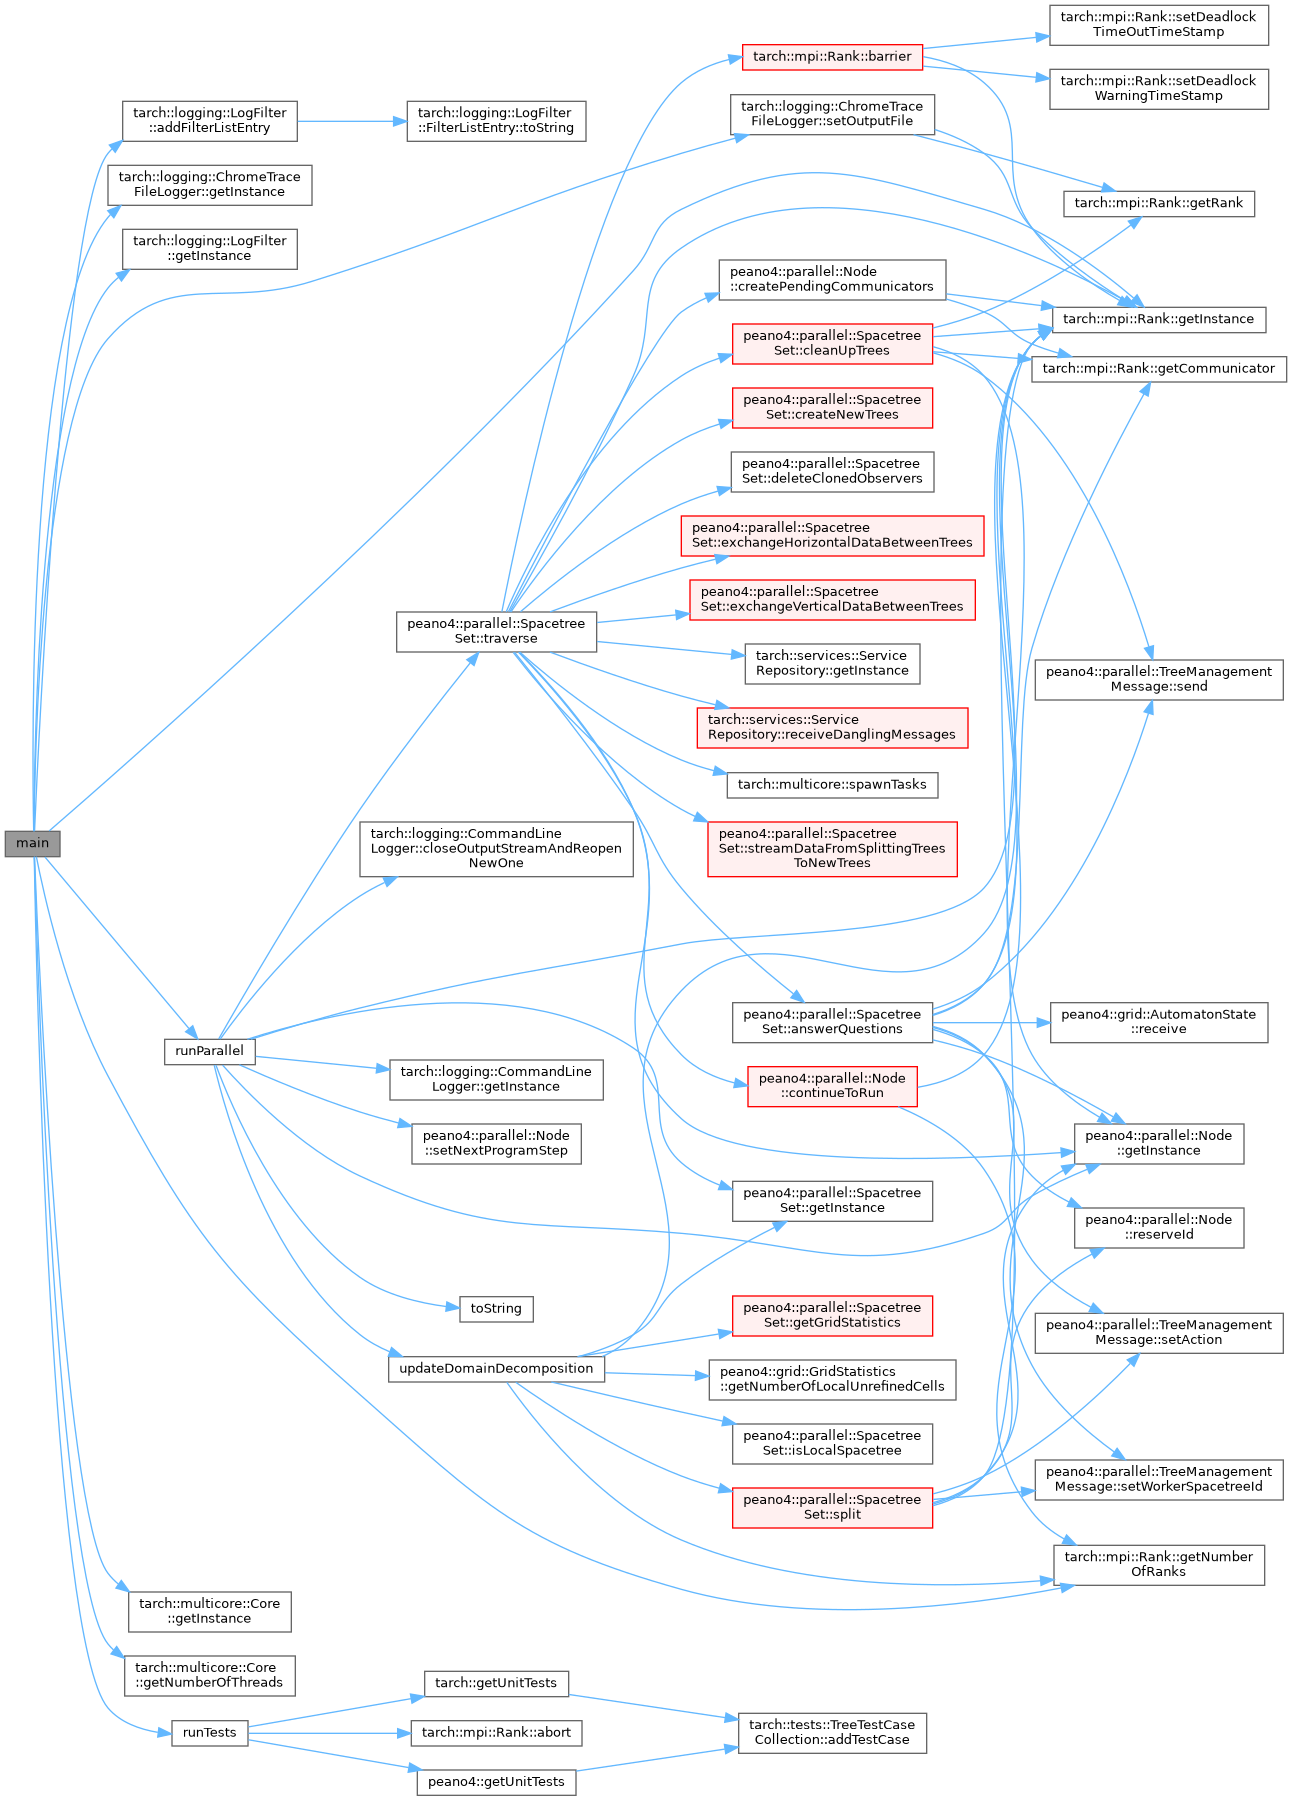 main
tarch::logging::LogFilter
::addFilterListEntry
tarch::logging::ChromeTrace
FileLogger::getInstance
tarch::logging::LogFilter
::getInstance
runParallel
tarch::multicore::Core
::getInstance
tarch::multicore::Core
::getNumberOfThreads
runTests
tarch::logging::LogFilter
::FilterListEntry::toString
peano4::parallel::Spacetree
Set::traverse
tarch::logging::CommandLine
Logger::closeOutputStreamAndReopen
NewOne
tarch::logging::CommandLine
Logger::getInstance
peano4::parallel::Node
::setNextProgramStep
toString
updateDomainDecomposition
tarch::getUnitTests
tarch::mpi::Rank::abort
peano4::getUnitTests
tarch::mpi::Rank::barrier
tarch::logging::ChromeTrace
FileLogger::setOutputFile
peano4::parallel::Node
::createPendingCommunicators
peano4::parallel::Spacetree
Set::cleanUpTrees
peano4::parallel::Spacetree
Set::createNewTrees
peano4::parallel::Spacetree
Set::deleteClonedObservers
peano4::parallel::Spacetree
Set::exchangeHorizontalDataBetweenTrees
peano4::parallel::Spacetree
Set::exchangeVerticalDataBetweenTrees
tarch::services::Service
Repository::getInstance
tarch::services::Service
Repository::receiveDanglingMessages
tarch::multicore::spawnTasks
peano4::parallel::Spacetree
Set::streamDataFromSplittingTrees
ToNewTrees
peano4::parallel::Spacetree
Set::answerQuestions
peano4::parallel::Node
::continueToRun
peano4::parallel::Spacetree
Set::getInstance
peano4::parallel::Spacetree
Set::getGridStatistics
peano4::grid::GridStatistics
::getNumberOfLocalUnrefinedCells
peano4::parallel::Spacetree
Set::isLocalSpacetree
peano4::parallel::Spacetree
Set::split
tarch::tests::TreeTestCase
Collection::addTestCase
tarch::mpi::Rank::setDeadlock
TimeOutTimeStamp
tarch::mpi::Rank::setDeadlock
WarningTimeStamp
tarch::mpi::Rank::getRank
tarch::mpi::Rank::getInstance
tarch::mpi::Rank::getCommunicator
peano4::parallel::TreeManagement
Message::send
peano4::grid::AutomatonState
::receive
peano4::parallel::Node
::getInstance
peano4::parallel::Node
::reserveId
peano4::parallel::TreeManagement
Message::setAction
peano4::parallel::TreeManagement
Message::setWorkerSpacetreeId
tarch::mpi::Rank::getNumber
OfRanks